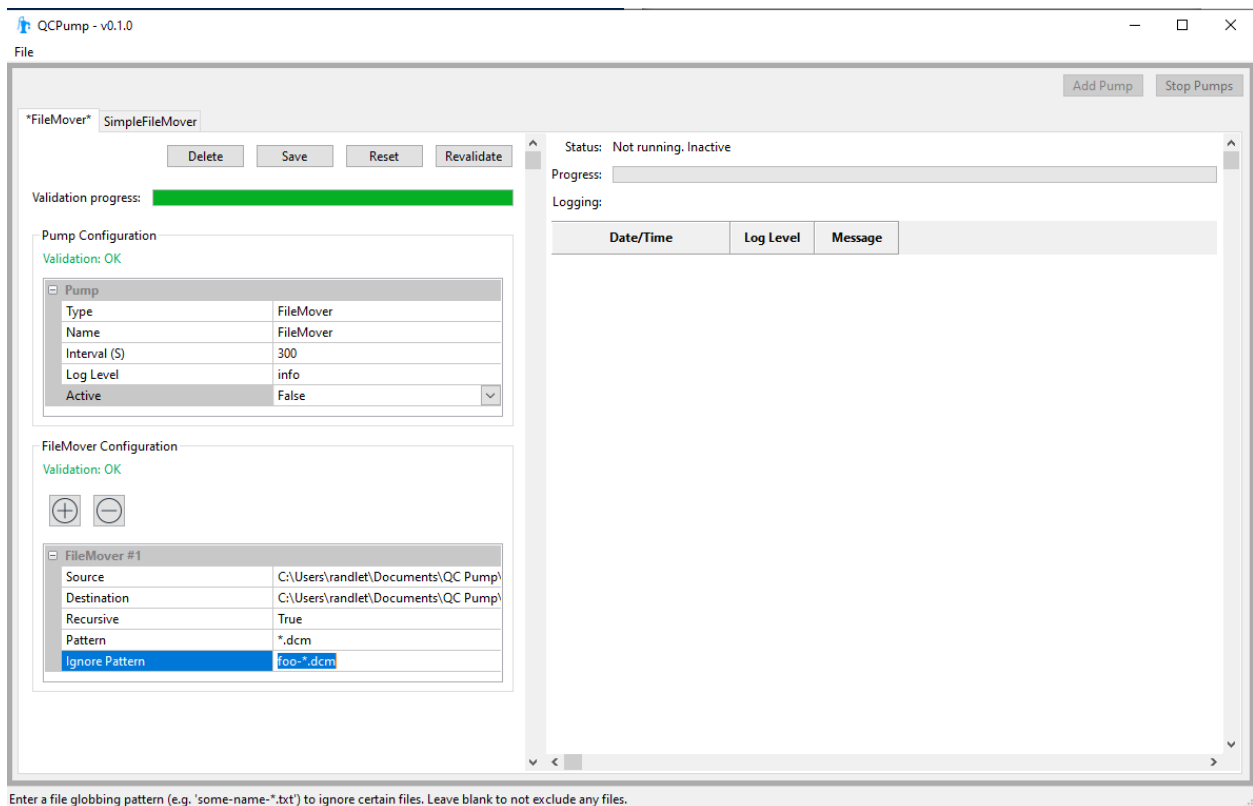 QCPump - v0.1.0
File
Add Pump Stop Pumps
*FileMover* SimpleFileMover
Delete Save Reset Revalidate
Validation progress:
Pump Configuration
Validation: OK
Pump
Type FileMover
Name FileMover
Interval (S) 300
Log Level info
Active False
FileMover Configuration
Validation: OK
FileMover #1
Source C:\Users\randlet\Documents\QC Pump\
Destination C:\Users\randlet\Documents\QC Pump\
Recursive True
Pattern *.dcm
Ignore Pattern foo-*.dcm
Status: Not running. Inactive
Progress:
Logging:
Date/Time Log Level Message
Enter a file globbing pattern (e.g. 'some-name-*.txt') to ignore certain files. Leave blank to not exclude any files.